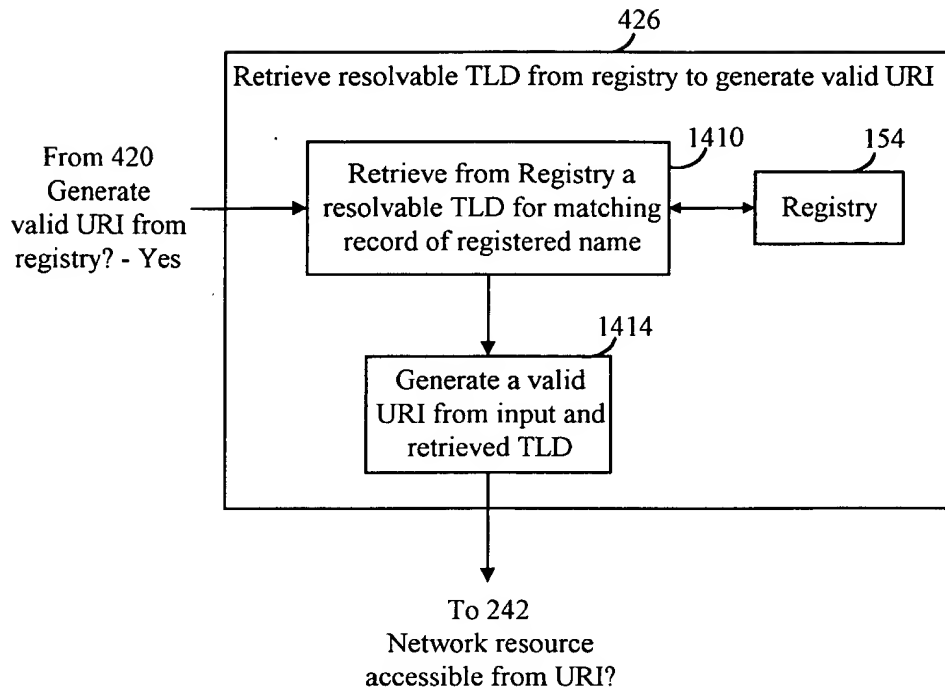 426
Retrieve resolvable TLD from registry to generate valid URI
From 420
Generate
valid URI from
registry? - Yes
1410
Retrieve from Registry a
resolvable TLD for matching
record of registered name
154
Registry
1414
Generate a valid
URI from input and
retrieved TLD
To 242
Network resource
accessible from URI?